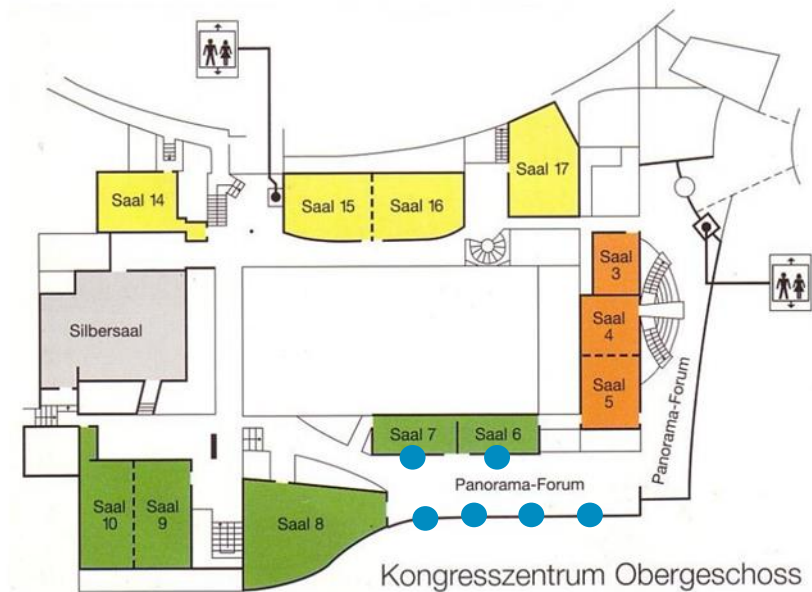 Saal 14
Saal 15
Saal 16
Saal 17
Saal
3
Silbersaal
Saal
4
Saal
5
Panorama-Forum
Saal 7
Saal 6
Panorama-Forum
Saal
10
Saal
9
Saal 8
Kongresszentrum Obergeschoss